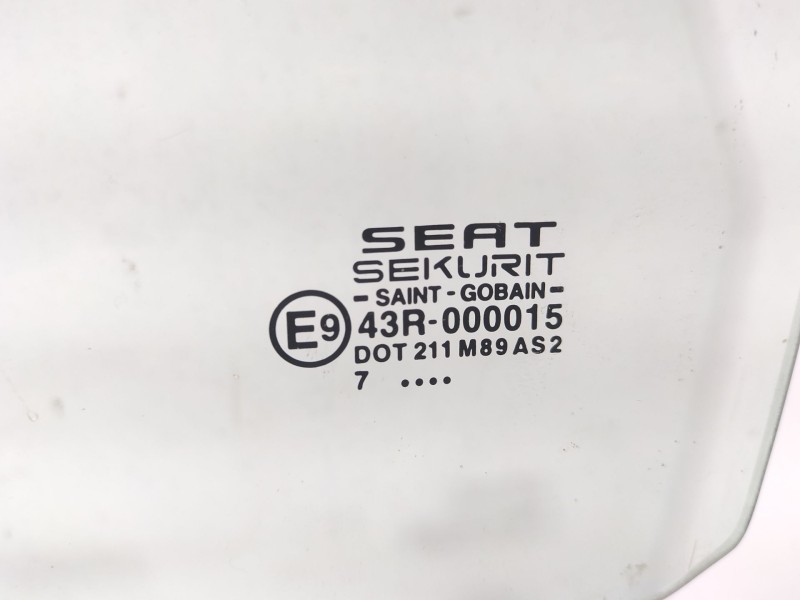 SEAT
SEKURIT
- SAINT - GOBAIN -
E9 43R-000015
DOT 211 M89 AS2
7 ....